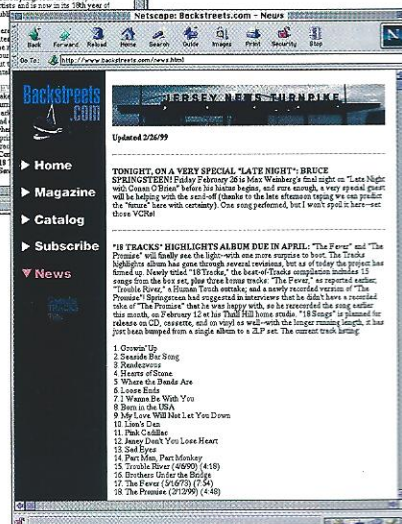 tists and is now in its 18th year of
Netscape: Backstreets.com - News
Back Forward Reload Home Search Guide Images Print Security Stop
N
Go To: http://www.backstreets.com/news.html
Backstreets
.com
JERSEY NEWS TURNPIKE
Updated 2/26/99
Home
Magazine
Catalog
Subscribe
News
TONIGHT, ON A VERY SPECIAL "LATE NIGHT": BRUCE
SPRINGSTEEN! Friday February 26 is Max Weinberg's final night on "Late Night
with Conan O'Brien" before his hiatus begins, and sure enough, a very special guest
will be helping with the send-off (thanks to the late afternoon taping we can predict
the "future" here with certainty). One song performed, but I won't spoil it here--set
those VCRs!
"18 TRACKS" HIGHLIGHTS ALBUM DUE IN APRIL: "The Fever" and "The
Promise" will finally see the light--with one more surprise to boot. The Tracks
highlights album has gone through several revisions, but as of today the project has
firmed up. Newly titled "18 Tracks," the best-of-Tracks compilation includes 15
songs from the box set, plus three bonus tracks: "The Fever," as reported earlier;
"Trouble River," a Human Touch outtake; and a newly recorded version of "The
Promise"! Springsteen had suggested in interviews that he didn't have a recorded
take of "The Promise" that he was happy with, so he rerecorded the song earlier
this month, on February 12 at his Thrill Hill home studio. "18 Songs" is planned for
release on CD, cassette, and on vinyl as well--with the longer running length, it has
just been bumped from a single album to a 2LP set. The current track listing:
1. Growin' Up
2. Seaside Bar Song
3. Rendezvous
4. Hearts of Stone
5. Where the Bands Are
6. Loose Ends
7. I Wanna Be With You
8. Born in the USA
9. My Love Will Not Let You Down
10. Lion's Den
11. Pink Cadillac
12. Janey Don't You Lose Heart
13. Sad Eyes
14. Part Man, Part Monkey
15. Trouble River (4/6/90) (4:18)
16. Brothers Under the Bridge
17. The Fever (5/16/73) (7:34)
18. The Promise (2/12/99) (4:48)